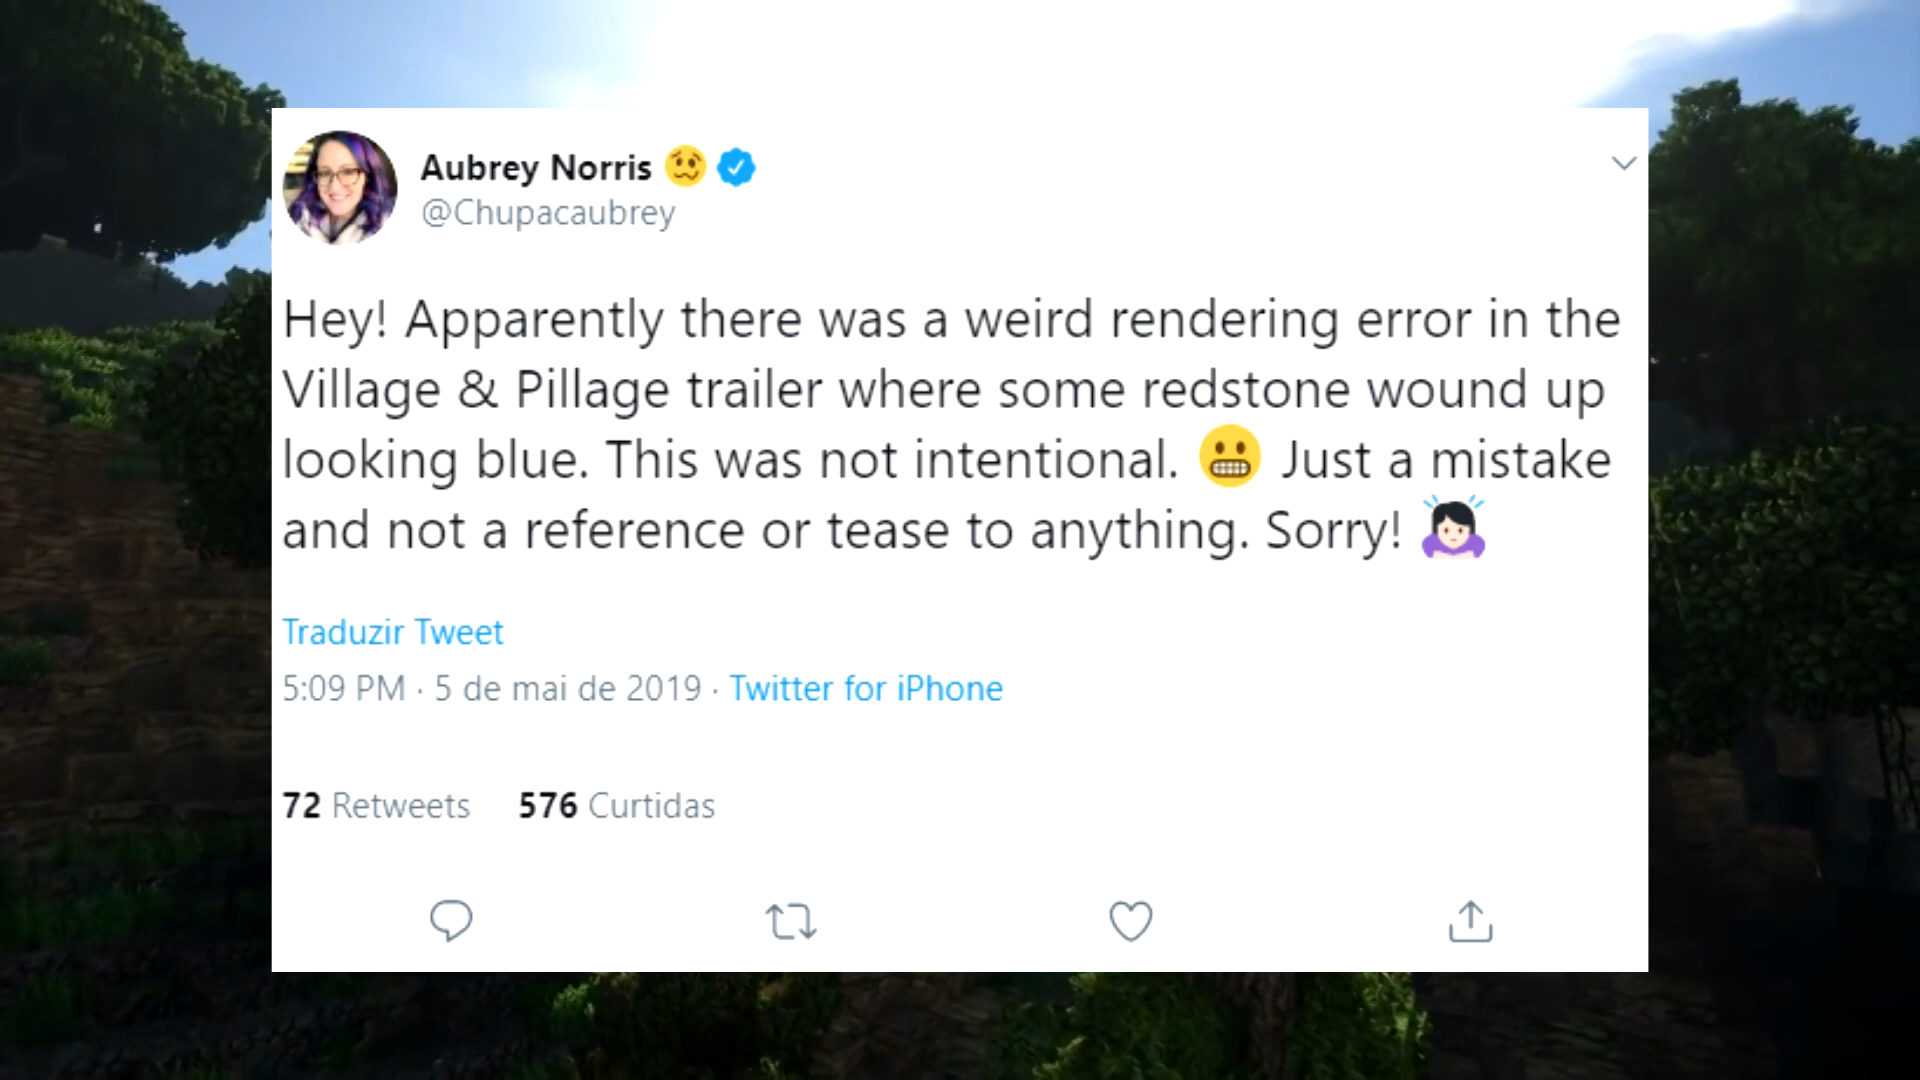 Aubrey Norris 🥴
@Chupacaubrey
Hey! Apparently there was a weird rendering error in the
Village & Pillage trailer where some redstone wound up
looking blue. This was not intentional. 😬 Just a mistake
and not a reference or tease to anything. Sorry! 🙇🏻‍♀️
Traduzir Tweet
5:09 PM · 5 de mai de 2019 · Twitter for iPhone
72 Retweets 576 Curtidas